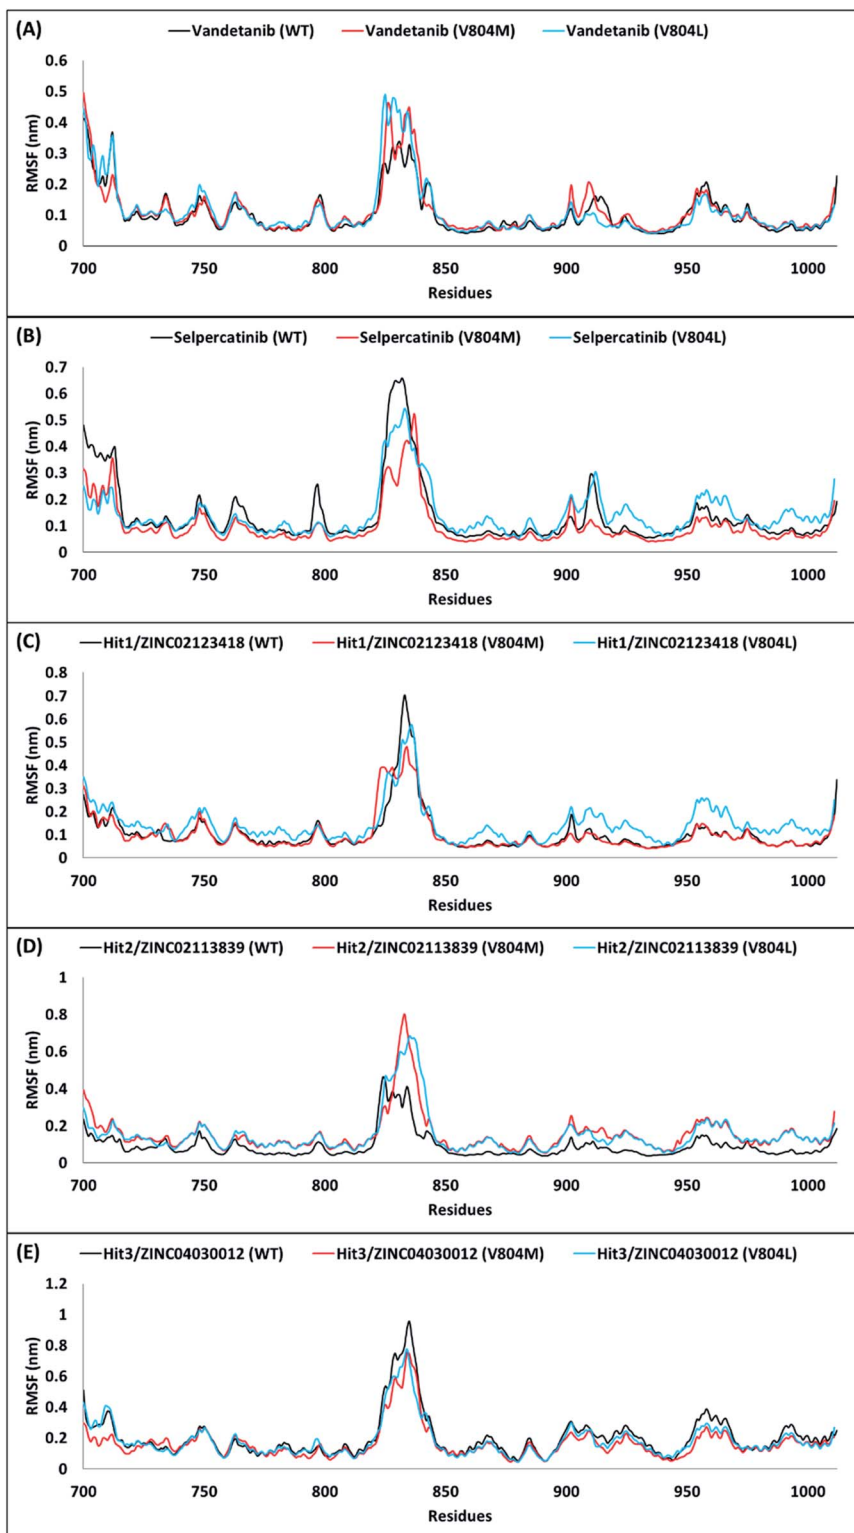 (A)
Vandetanib (WT) Vandetanib (V804M) Vandetanib (V804L)
0.6
0.5
0.4
0.3
0.2
0.1
0
RMSF (nm)
700 750 800 850 900 950 1000
Residues
(B)
Selpercatinib (WT) Selpercatinib (V804M) Selpercatinib (V804L)
0.7
0.6
0.5
0.4
0.3
0.2
0.1
0
RMSF (nm)
700 750 800 850 900 950 1000
Residues
(C)
Hit1/ZINC02123418 (WT) Hit1/ZINC02123418 (V804M) Hit1/ZINC02123418 (V804L)
0.8
0.7
0.6
0.5
0.4
0.3
0.2
0.1
0
RMSF (nm)
700 750 800 850 900 950 1000
Residues
(D)
Hit2/ZINC02113839 (WT) Hit2/ZINC02113839 (V804M) Hit2/ZINC02113839 (V804L)
1
0.8
0.6
0.4
0.2
0
RMSF (nm)
700 750 800 850 900 950 1000
Residues
(E)
Hit3/ZINC04030012 (WT) Hit3/ZINC04030012 (V804M) Hit3/ZINC04030012 (V804L)
1.2
1
0.8
0.6
0.4
0.2
0
RMSF (nm)
700 750 800 850 900 950 1000
Residues